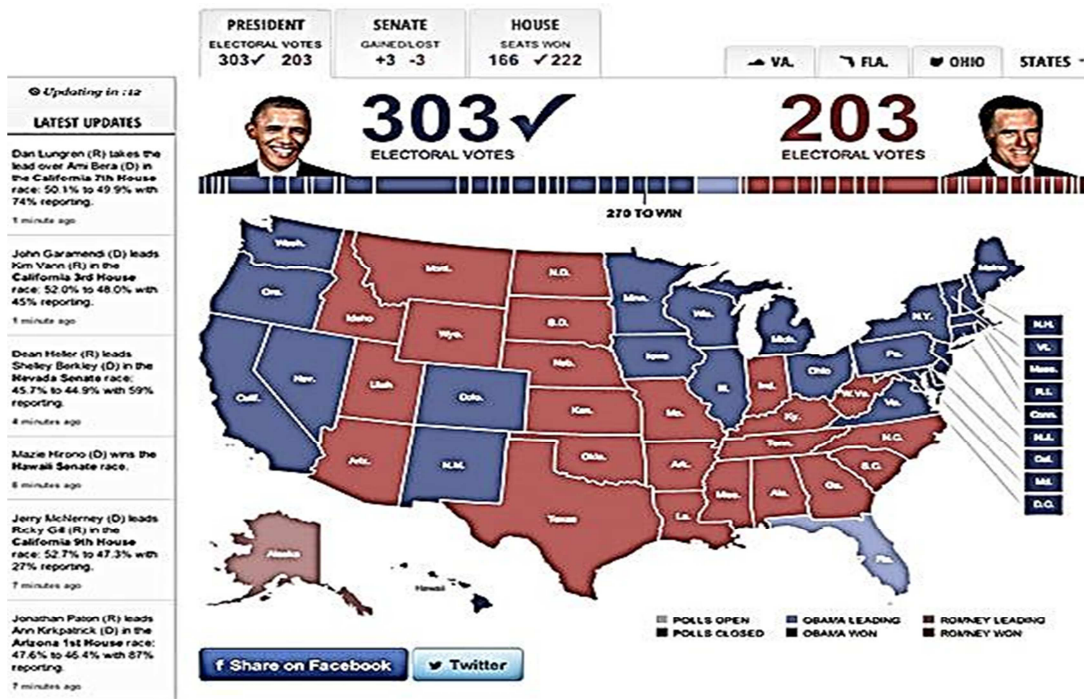 PRESIDENT
ELECTORAL VOTES
303✓ 203
SENATE
GAINED/LOST
+3 -3
HOUSE
SEATS WON
166 ✓222
VA.
FLA.
OHIO
STATES
Updating in :12
LATEST UPDATES
Dan Lungren (R) takes the
lead over Ami Bera (D) in
the California 7th House
race: 50.1% to 49.9% with
74% reporting.
1 minute ago
John Garamendi (D) leads
Kim Vann (R) in the
California 3rd House
race: 52.0% to 48.0% with
45% reporting.
1 minute ago
Dean Heller (R) leads
Shelley Berkley (D) in the
Nevada Senate race:
45.7% to 44.9% with 59%
reporting.
4 minutes ago
Mazie Hirono (D) wins the
Hawaii Senate race.
6 minutes ago
Jerry McNerney (D) leads
Ricky Gill (R) in the
California 9th House
race: 52.7% to 47.3% with
27% reporting.
7 minutes ago
Jonathan Paton (R) leads
Ann Kirkpatrick (D) in the
Arizona 1st House race:
47.6% to 46.4% with 87%
reporting.
7 minutes ago
303✓
ELECTORAL VOTES
203
ELECTORAL VOTES
270 TO WIN
Wash.
Ore.
Calif.
Nev.
Idaho
Mont.
Wyo.
Utah
Colo.
Ariz.
N.M.
N.D.
S.D.
Neb.
Kan.
Okla.
Texas
Minn.
Iowa
Mo.
Ark.
La.
Wis.
Ill.
Mich.
Ind.
Ohio
Ky.
Tenn.
Miss.
Ala.
Ga.
Fla.
S.C.
N.C.
Va.
W.Va.
Pa.
N.Y.
Maine
N.H.
Vt.
Mass.
R.I.
Conn.
N.J.
Del.
Md.
D.C.
Alaska
Hawaii
POLLS OPEN
POLLS CLOSED
OBAMA LEADING
OBAMA WON
ROMNEY LEADING
ROMNEY WON
f Share on Facebook
Twitter